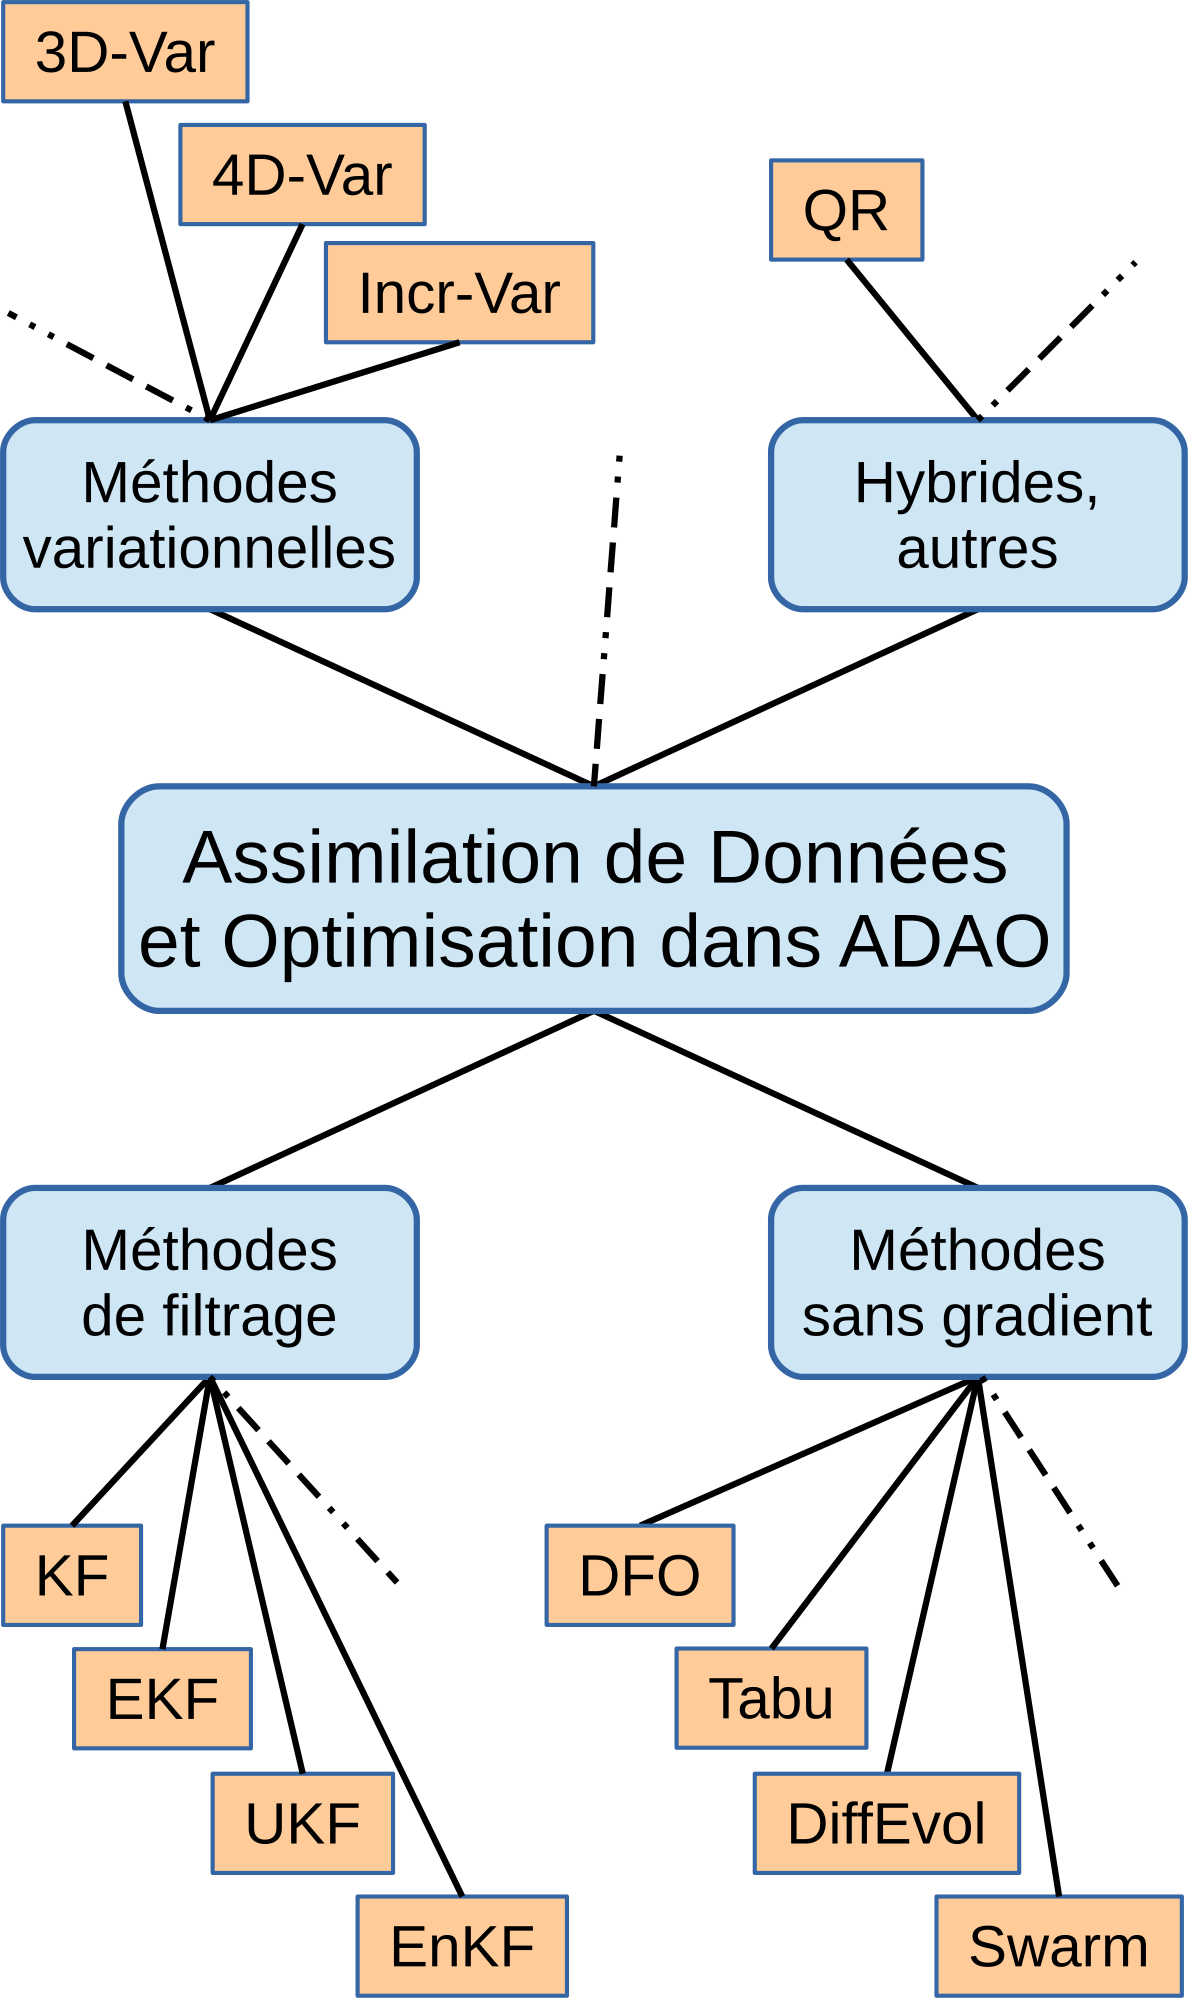 3D-Var
4D-Var
QR
Incr-Var
Méthodes
variationnelles
Hybrides,
autres
Assimilation de Données
et Optimisation dans ADAO
Méthodes
de filtrage
Méthodes
sans gradient
KF
DFO
EKF
Tabu
UKF
DiffEvol
EnKF
Swarm